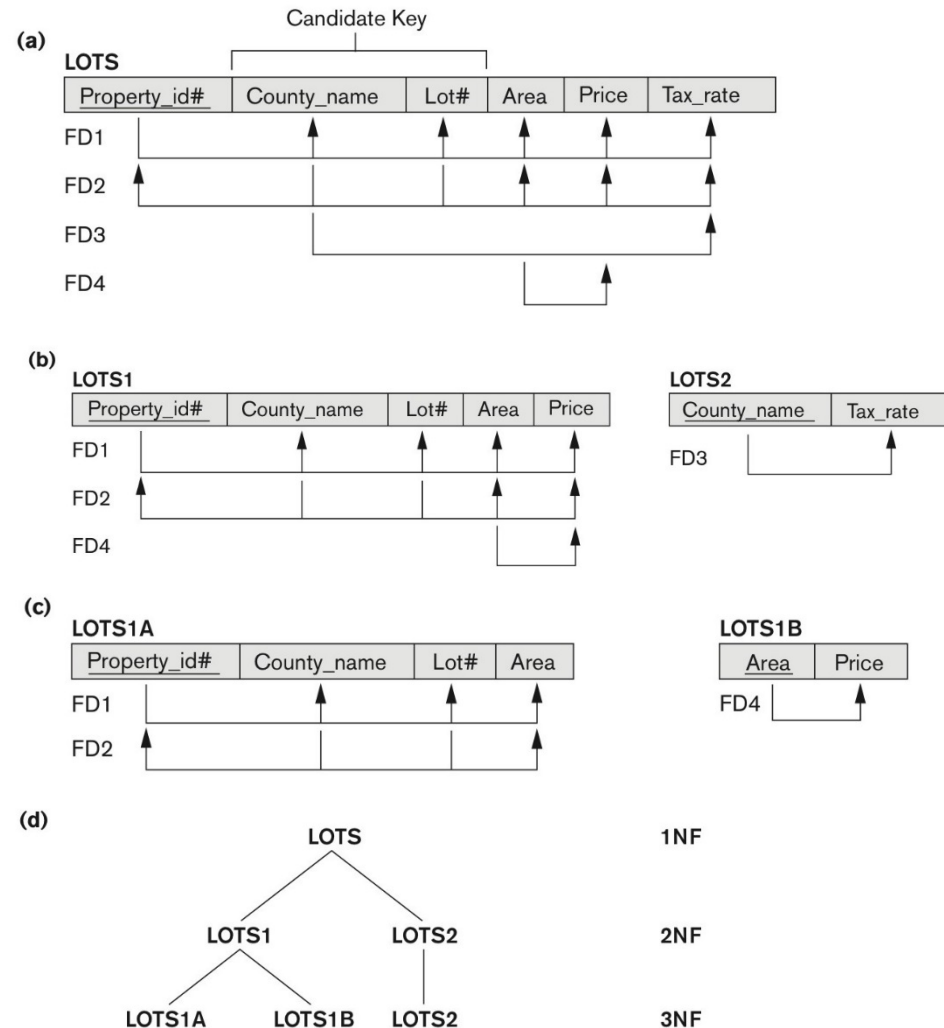 Candidate Key
(a)
LOTS
Property_id# County_name Lot# Area Price Tax_rate
FD1
FD2
FD3
FD4
(b)
LOTS1
Property_id# County_name Lot# Area Price
FD1
FD2
FD4
LOTS2
County_name Tax_rate
FD3
(c)
LOTS1A
Property_id# County_name Lot# Area
FD1
FD2
LOTS1B
Area Price
FD4
(d)
LOTS 1NF
LOTS1 LOTS2 2NF
LOTS1A LOTS1B LOTS2 3NF